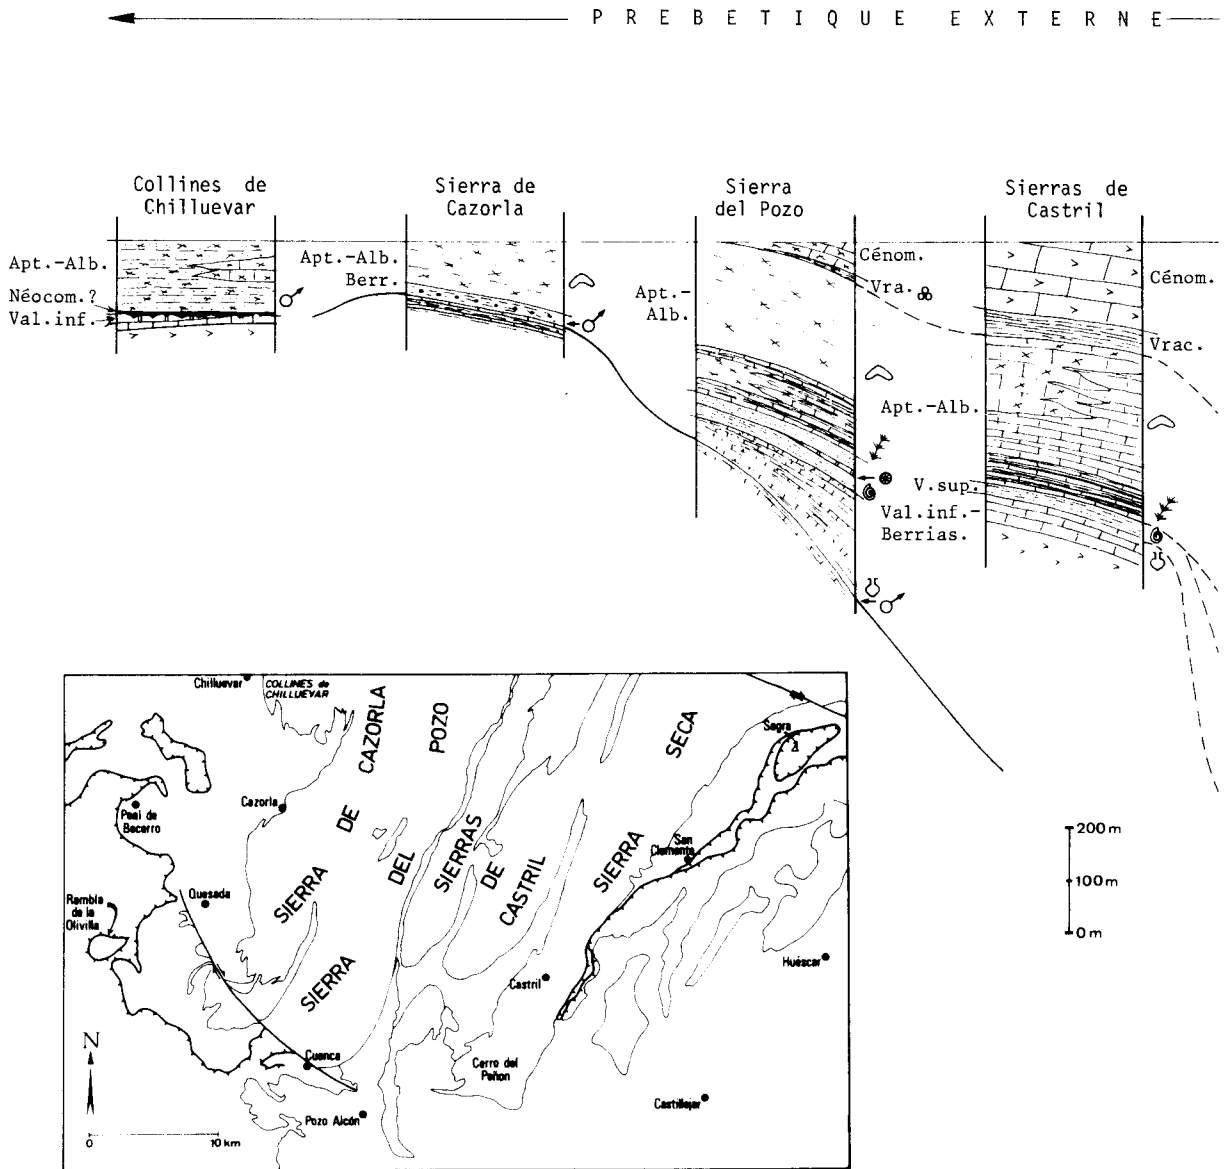 PREBETIQUE EXTERNE
Collines de
Chilluevar
Sierra de
Cazorla
Sierra
del Pozo
Sierras de
Castril
Apt.-Alb.
Néocom.?
Val.inf.
Apt.-Alb.
Berr.
Apt.-
Alb.
Cénom.
Vra.
Apt.-Alb.
V.sup.
Val.inf.-
Berrias.
Cénom.
Vrac.
Chilluevar
COLLINES de
CHILLUEVAR
SIERRA DE CAZORLA
SIERRA DEL POZO
SIERRAS DE CASTRIL
SIERRA SECA
Sagra
Peal de
Becerro
Cazorla
San
Clemente
Quesada
Rambla
de la
Olivilla
Huéscar
Castril
Cuenca
Cerro del
Peñon
Pozo Alcón
Castillejar
N
0 10 km
200 m
100 m
0 m